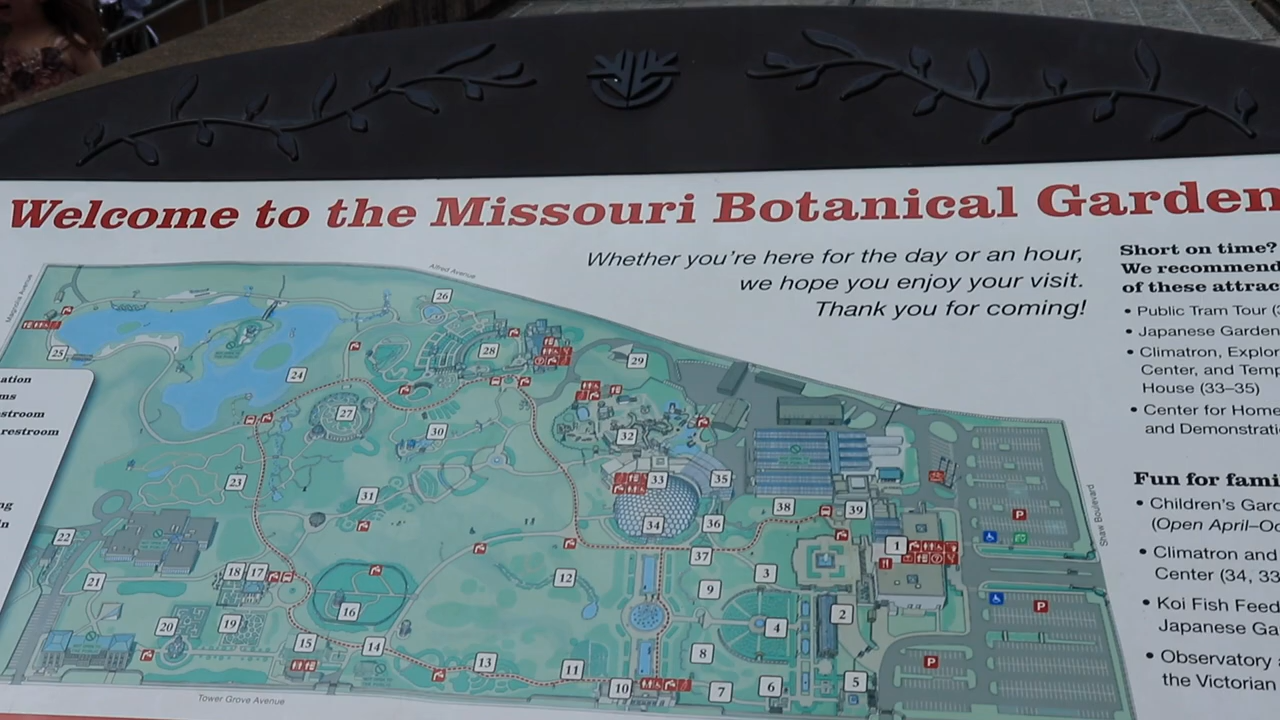 Welcome to the Missouri Botanical Garden
Whether you're here for the day or an hour,
we hope you enjoy your visit.
Thank you for coming!
Short on time?
We recommend
of these attrac
• Public Tram Tour (
• Japanese Garden
• Climatron, Explor
Center, and Temp
House (33–35)
• Center for Home
and Demonstrati
Fun for fami
• Children's Gard
(Open April–Oc
• Climatron and
Center (34, 33
• Koi Fish Feed
Japanese Ga
• Observatory
the Victorian
ation
ms
stroom
restroom
ng
n
Magnolia Avenue
Alfred Avenue
Shaw Boulevard
Tower Grove Avenue
26
25
28
29
24
27
30
32
33
35
23
31
34
36
38
39
22
37
1
21
18
17
12
3
9
16
2
20
19
4
15
14
8
13
11
10
7
6
5
P
P
P